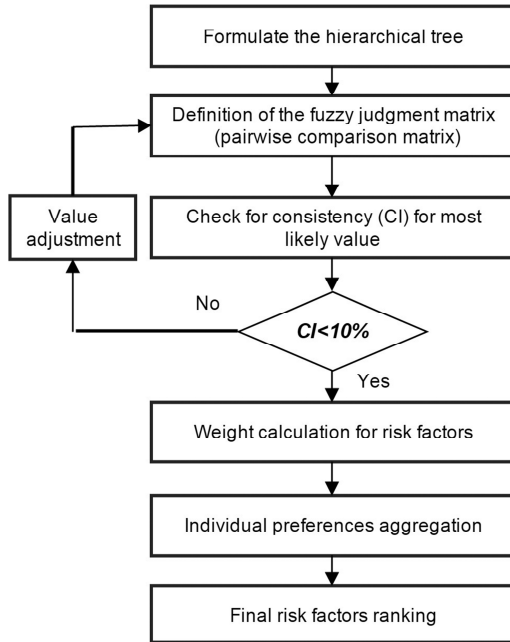 Formulate the hierarchical tree
Definition of the fuzzy judgment matrix
(pairwise comparison matrix)
Value
adjustment
Check for consistency (CI) for most
likely value
No
CI<10%
Yes
Weight calculation for risk factors
Individual preferences aggregation
Final risk factors ranking